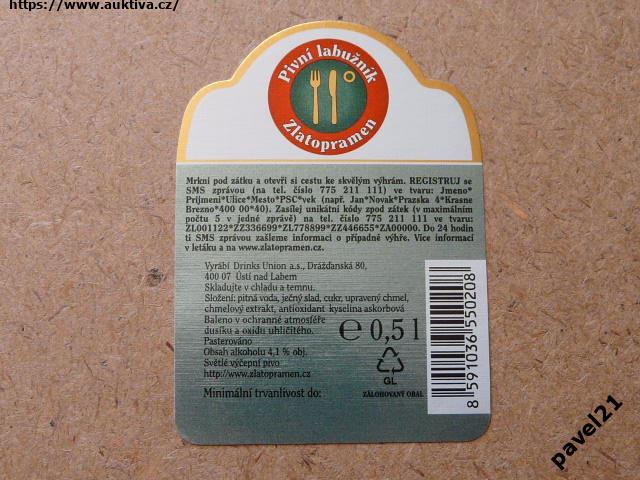 https://www.auktiva.cz/
Pivní labužník
Zlatopramen
Mrkni pod zátku a otevři si cestu ke skvělým výhrám. REGISTRUJ se
SMS zprávou (na tel. číslo 775 211 111) ve tvaru: Jmeno*
Prijmeni*Ulice*Mesto*PSC*vek (např. Jan*Novak*Prazska 4*Krasne
Brezno*400 00*40). Zasílej unikátní kódy zpod zátek (v maximálním
počtu 5 v jedné zprávě) na tel. číslo 775 211 111 ve tvaru:
ZL001122*ZZ336699*ZL778899*ZZ446655*ZA00000. Do 24 hodin
ti SMS zprávou zašleme informaci o případné výhře. Více informací
v letáku a na www.zlatopramen.cz.
Vyrábí Drinks Union a.s., Drážďanská 80,
400 07 Ústí nad Labem
Skladujte v chladu a temnu.
Složení: pitná voda, ječný slad, cukr, upravený chmel,
chmelový extrakt, antioxidant kyselina askorbová
Baleno v ochranné atmosféře
dusíku a oxidu uhličitého.
Pasterováno
Obsah alkoholu 4,1 % obj.
Světlé výčepní pivo
http://www.zlatopramen.cz
Minimální trvanlivost do:
℮ 0,5 l
GL
ZÁLOHOVANÝ OBAL
8 591036 550208
pavel21